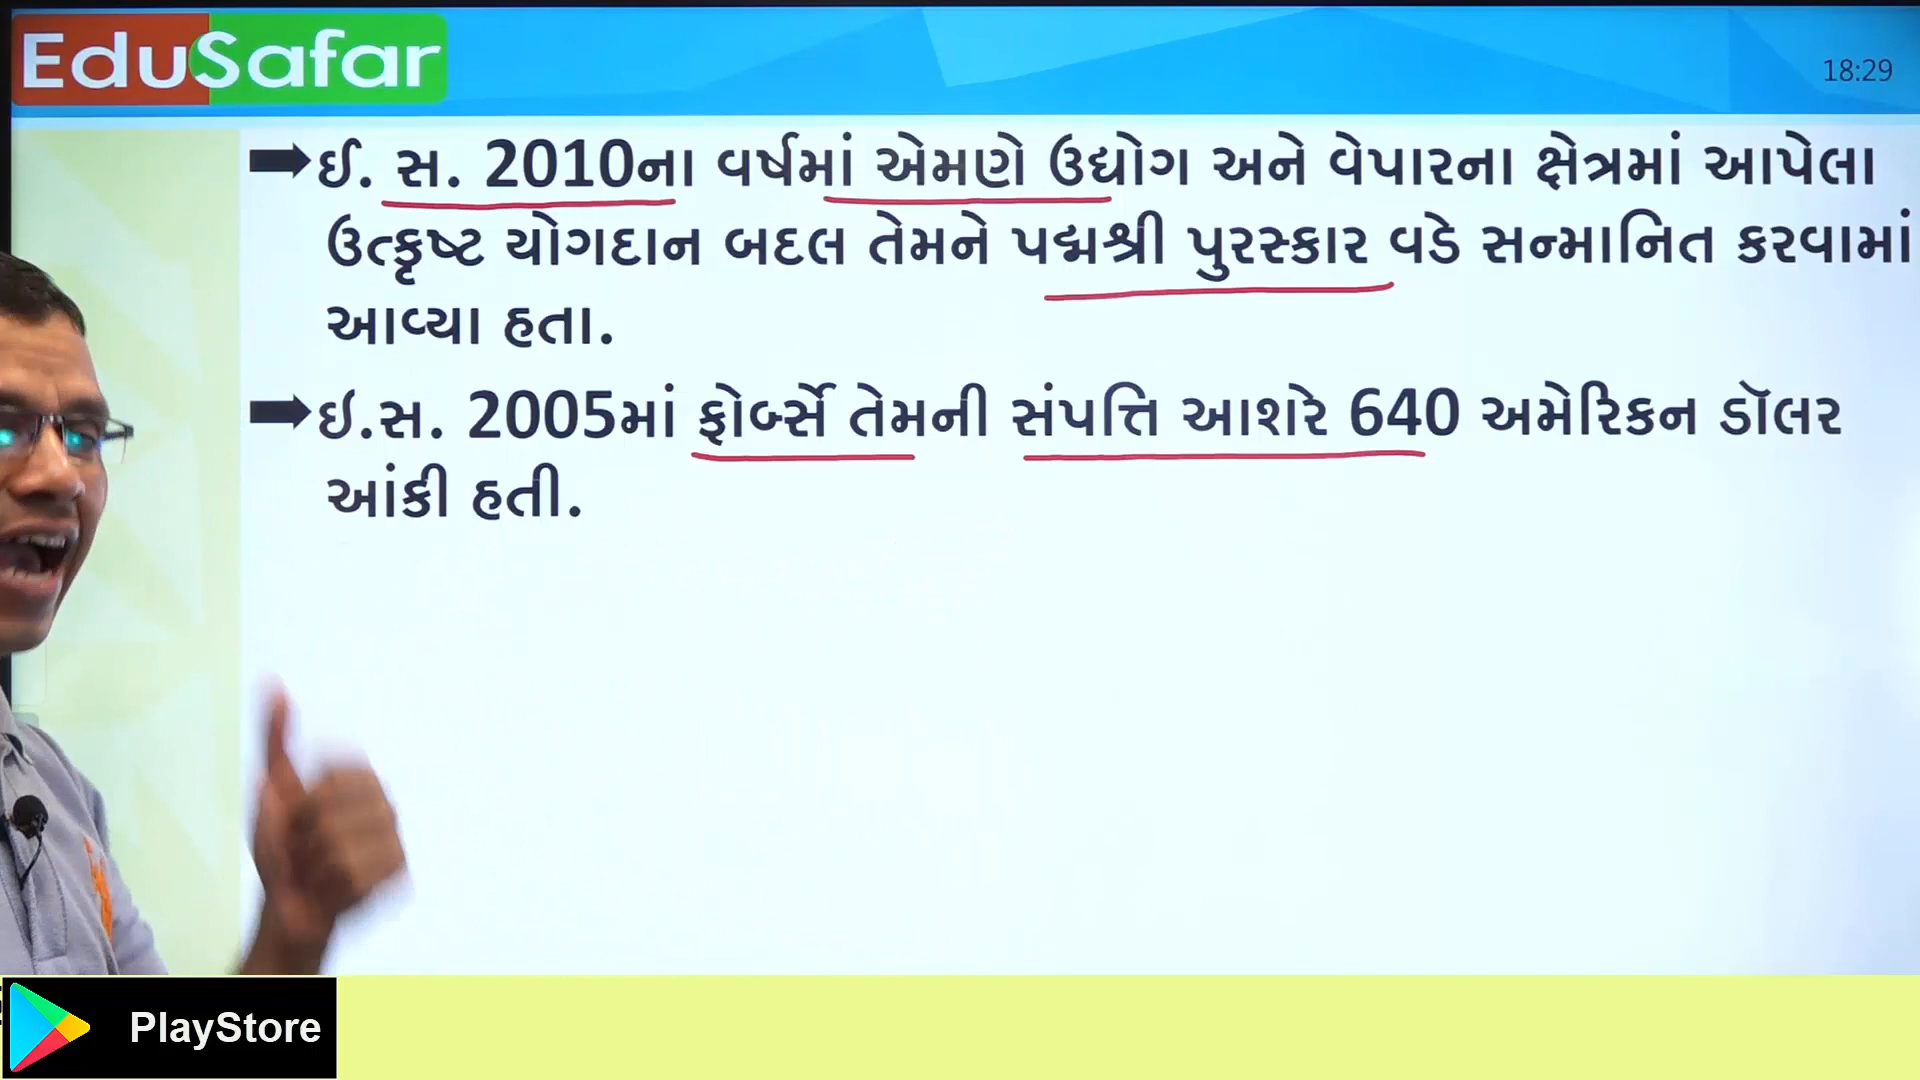 EduSafar
18:29
➡ઈ. સ. 2010ના વર્ષમાં એમણે ઉદ્યોગ અને વેપારના ક્ષેત્રમાં આપેલા
ઉત્કૃષ્ટ યોગદાન બદલ તેમને પદ્મશ્રી પુરસ્કાર વડે સન્માનિત કરવામાં
આવ્યા હતા.
➡ઇ.સ. 2005માં ફોર્બ્સે તેમની સંપત્તિ આશરે 640 અમેરિકન ડૉલર
આંકી હતી.
PlayStore